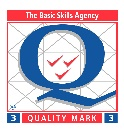 The Basic Skills Agency
Q
3 QUALITY MARK 3